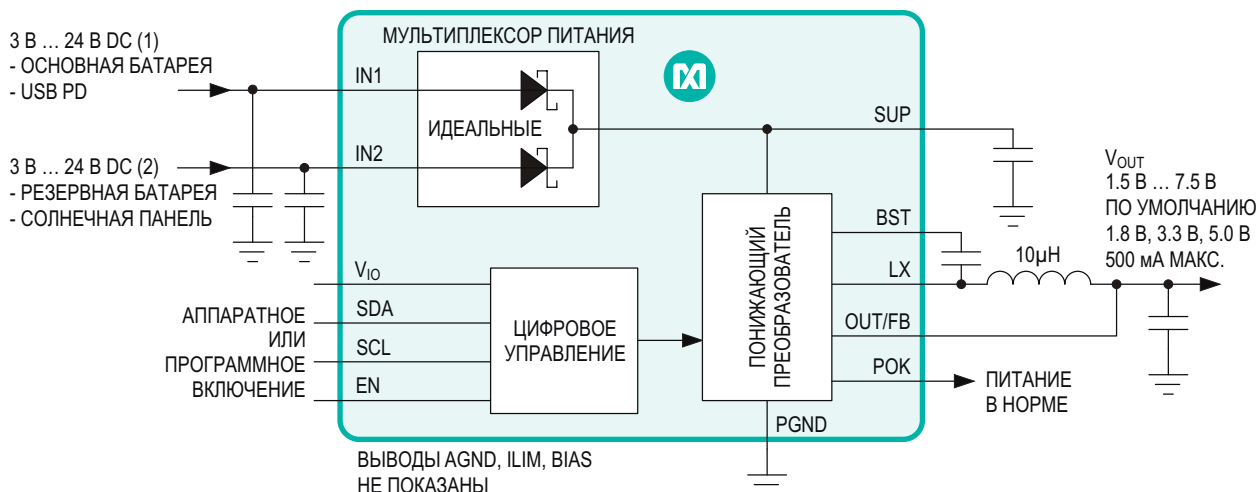 3 В ... 24 В DC (1)
- ОСНОВНАЯ БАТАРЕЯ
- USB PD
3 В ... 24 В DC (2)
- РЕЗЕРВНАЯ БАТАРЕЯ
- СОЛНЕЧНАЯ ПАНЕЛЬ
МУЛЬТИПЛЕКСОР ПИТАНИЯ
IN1
ИДЕАЛЬНЫЕ
IN2
SUP
VOUT
1.5 В ... 7.5 В
ПО УМОЛЧАНИЮ
1.8 В, 3.3 В, 5.0 В
500 мА МАКС.
BST
LX
10µH
OUT/FB
POK
ПИТАНИЕ
В НОРМЕ
ПОНИЖАЮЩИЙ
ПРЕОБРАЗОВАТЕЛЬ
PGND
VIO
SDA
SCL
EN
АППАРАТНОЕ
ИЛИ
ПРОГРАММНОЕ
ВКЛЮЧЕНИЕ
ЦИФРОВОЕ
УПРАВЛЕНИЕ
ВЫВОДЫ AGND, ILIM, BIAS
НЕ ПОКАЗАНЫ